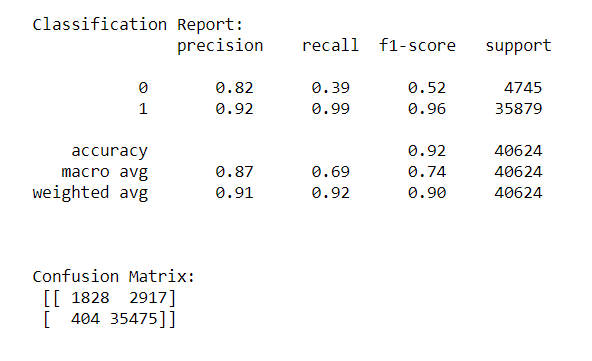 Classification Report:
precision recall f1-score support
0 0.82 0.39 0.52 4745
1 0.92 0.99 0.96 35879
accuracy 0.92 40624
macro avg 0.87 0.69 0.74 40624
weighted avg 0.91 0.92 0.90 40624
Confusion Matrix:
[[ 1828 2917]
[ 404 35475]]